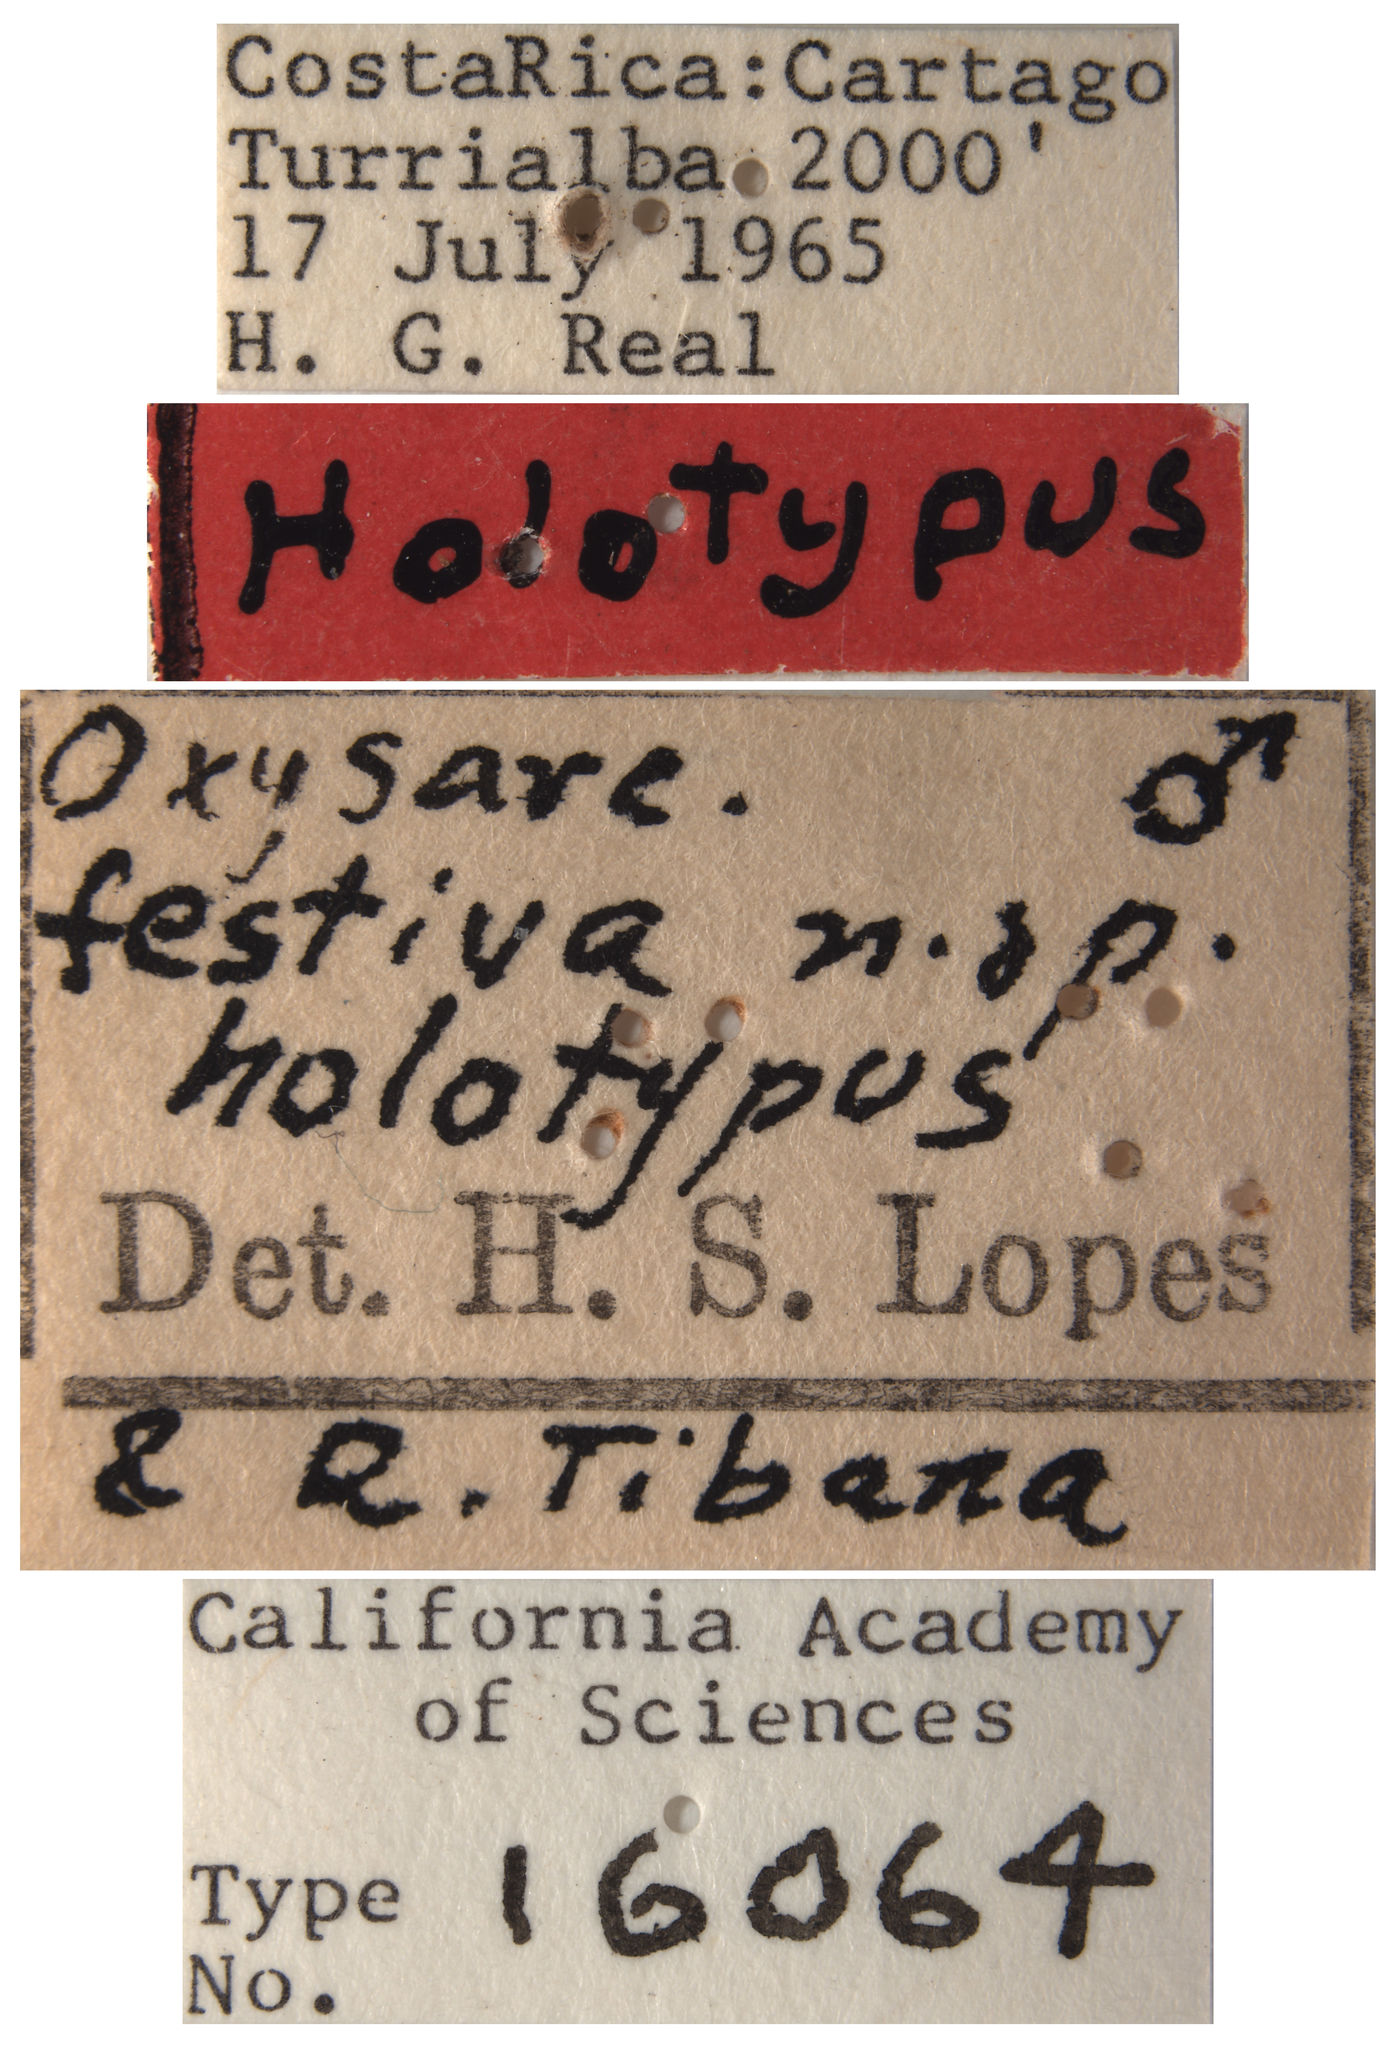 CostaRica:Cartago
Turrialba 2000'
17 July 1965
H. G. Real
Holotypus
Oxysarc. ♂
festiva n.sp.
holotypus
Det. H. S. Lopes
& R. Tibana
California Academy
of Sciences
Type 16064
No.